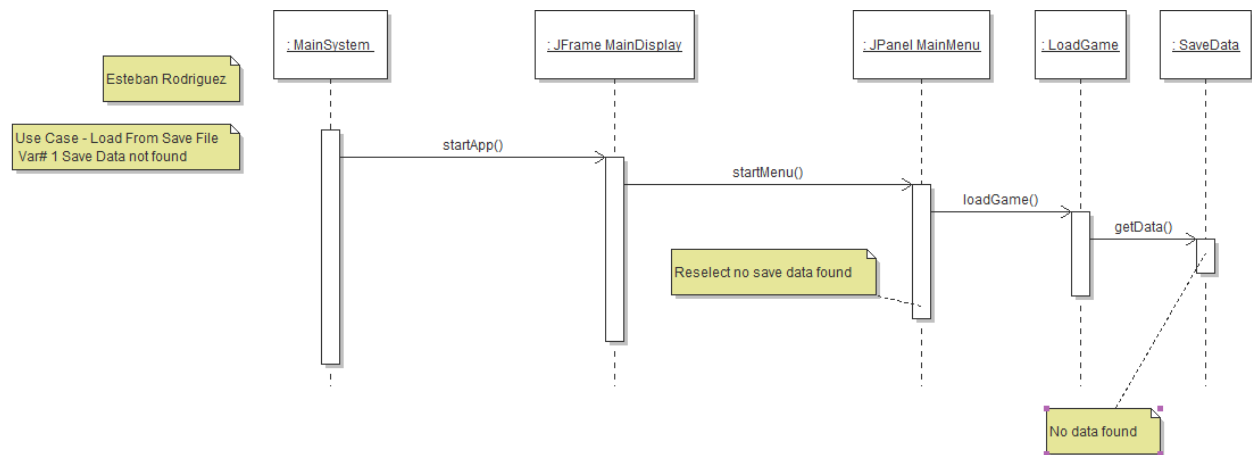 : MainSystem
: JFrame MainDisplay
: JPanel MainMenu
: LoadGame
: SaveData
Esteban Rodriguez
Use Case - Load From Save File
Var# 1 Save Data not found
startApp()
startMenu()
loadGame()
getData()
Reselect no save data found
No data found